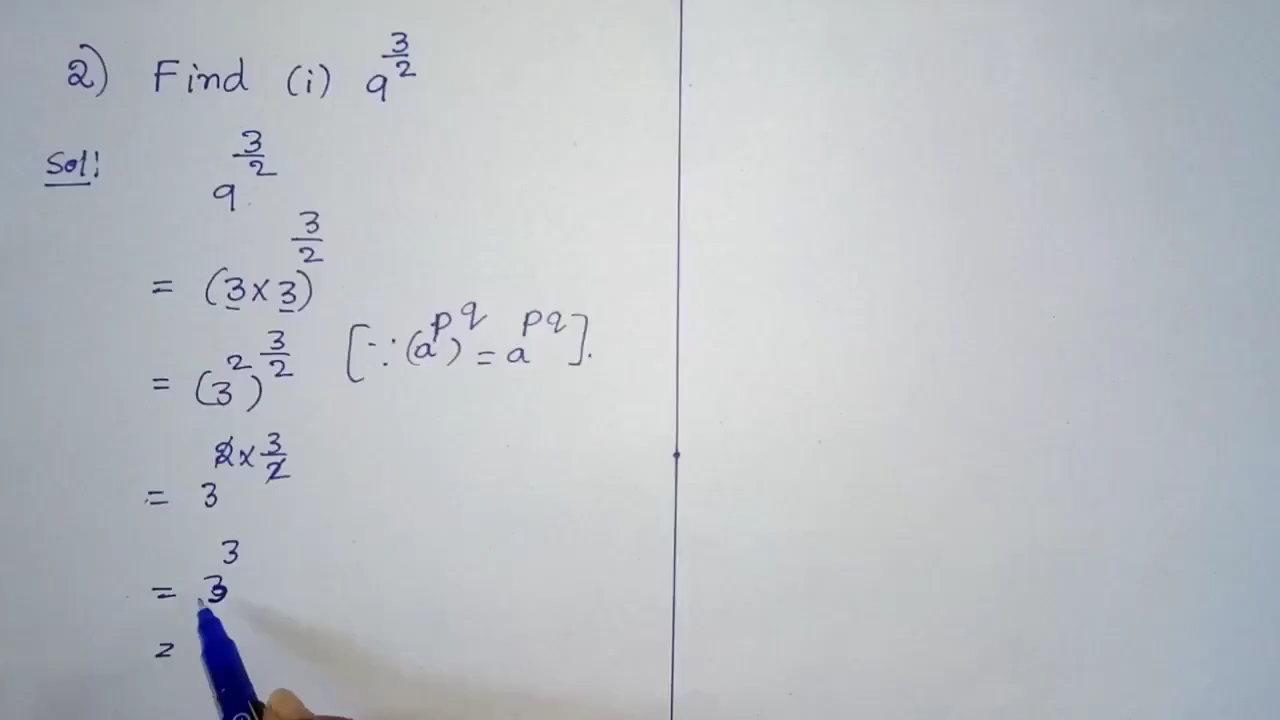 2) Find (i) 9^(3/2)
Sol: 9^(3/2)
= (3×3)^(3/2)
= (3^2)^(3/2) [∵ (a^p)^q = a^pq].
= 3^(2×3/2)
= 3^3
=